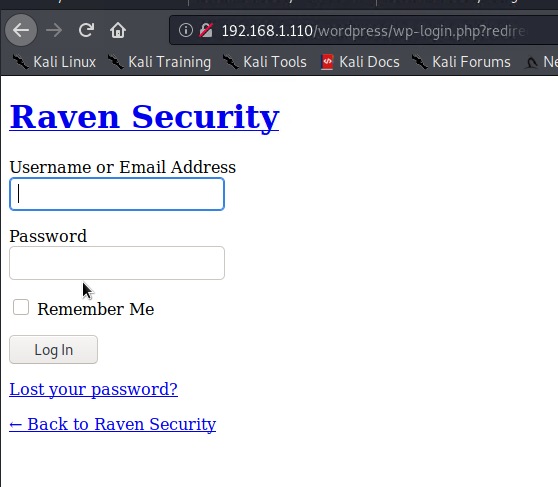 192.168.1.110/wordpress/wp-login.php?redire
Kali Linux Kali Training Kali Tools Kali Docs Kali Forums Ne
Raven Security
Username or Email Address
Password
Remember Me
Log In
Lost your password?
← Back to Raven Security